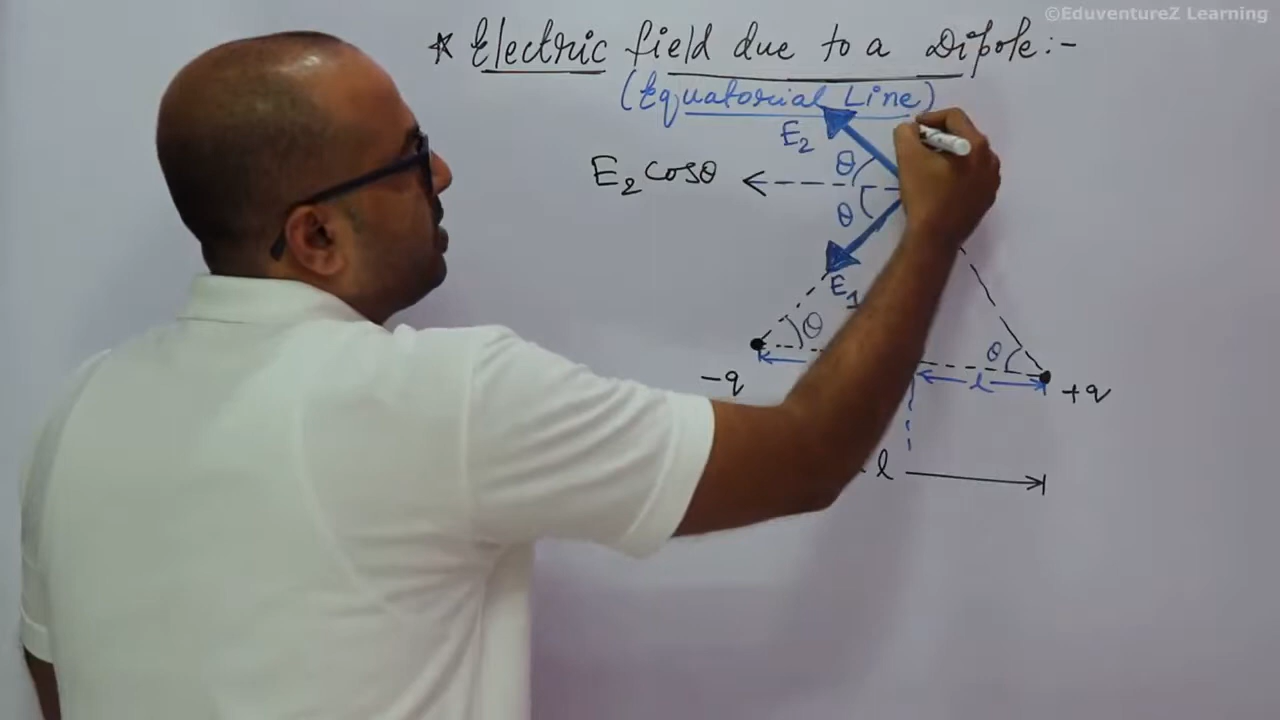 ©EduventureZ Learning
* Electric field due to a Dipole:-
(Equatorial Line)
E₂
E₂ cosθ
θ
θ
E₁
θ
θ
l
-q
+q
l